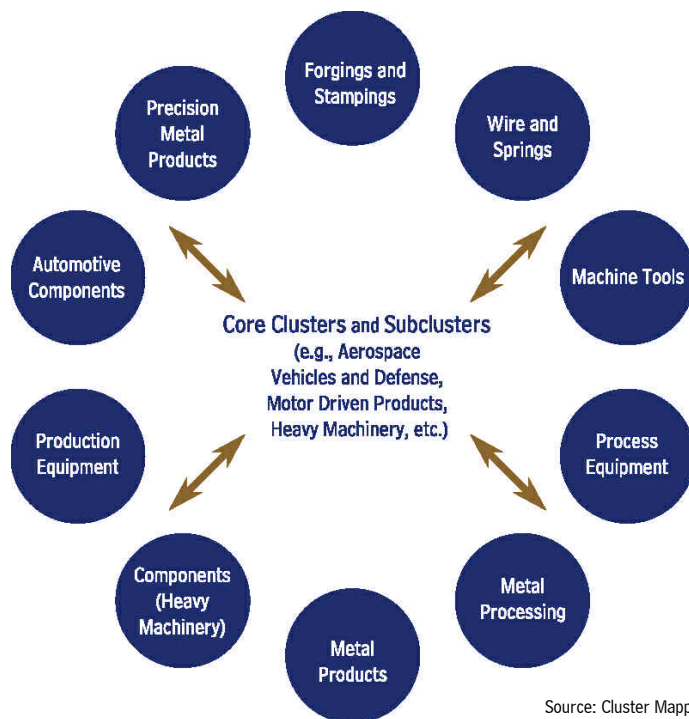 Forgings and
Stampings
Precision
Metal
Products
Wire and
Springs
Automotive
Components
Machine Tools
Core Clusters and Subclusters
(e.g., Aerospace
Vehicles and Defense,
Motor Driven Products,
Heavy Machinery, etc.)
Production
Equipment
Process
Equipment
Components
(Heavy
Machinery)
Metal
Processing
Metal
Products
Source: Cluster Mapp